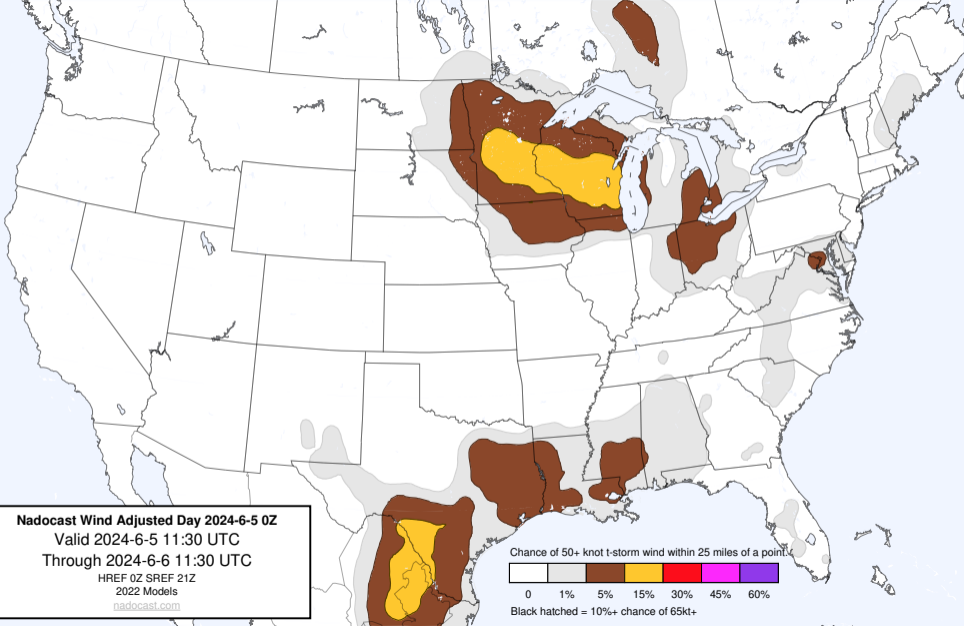 Nadocast Wind Adjusted Day 2024-6-5 0Z
Valid 2024-6-5 11:30 UTC
Through 2024-6-6 11:30 UTC
HREF 0Z SREF 21Z
2022 Models
nadocast.com
Chance of 50+ knot t-storm wind within 25 miles of a point.
0 1% 5% 15% 30% 45% 60%
Black hatched = 10%+ chance of 65kt+